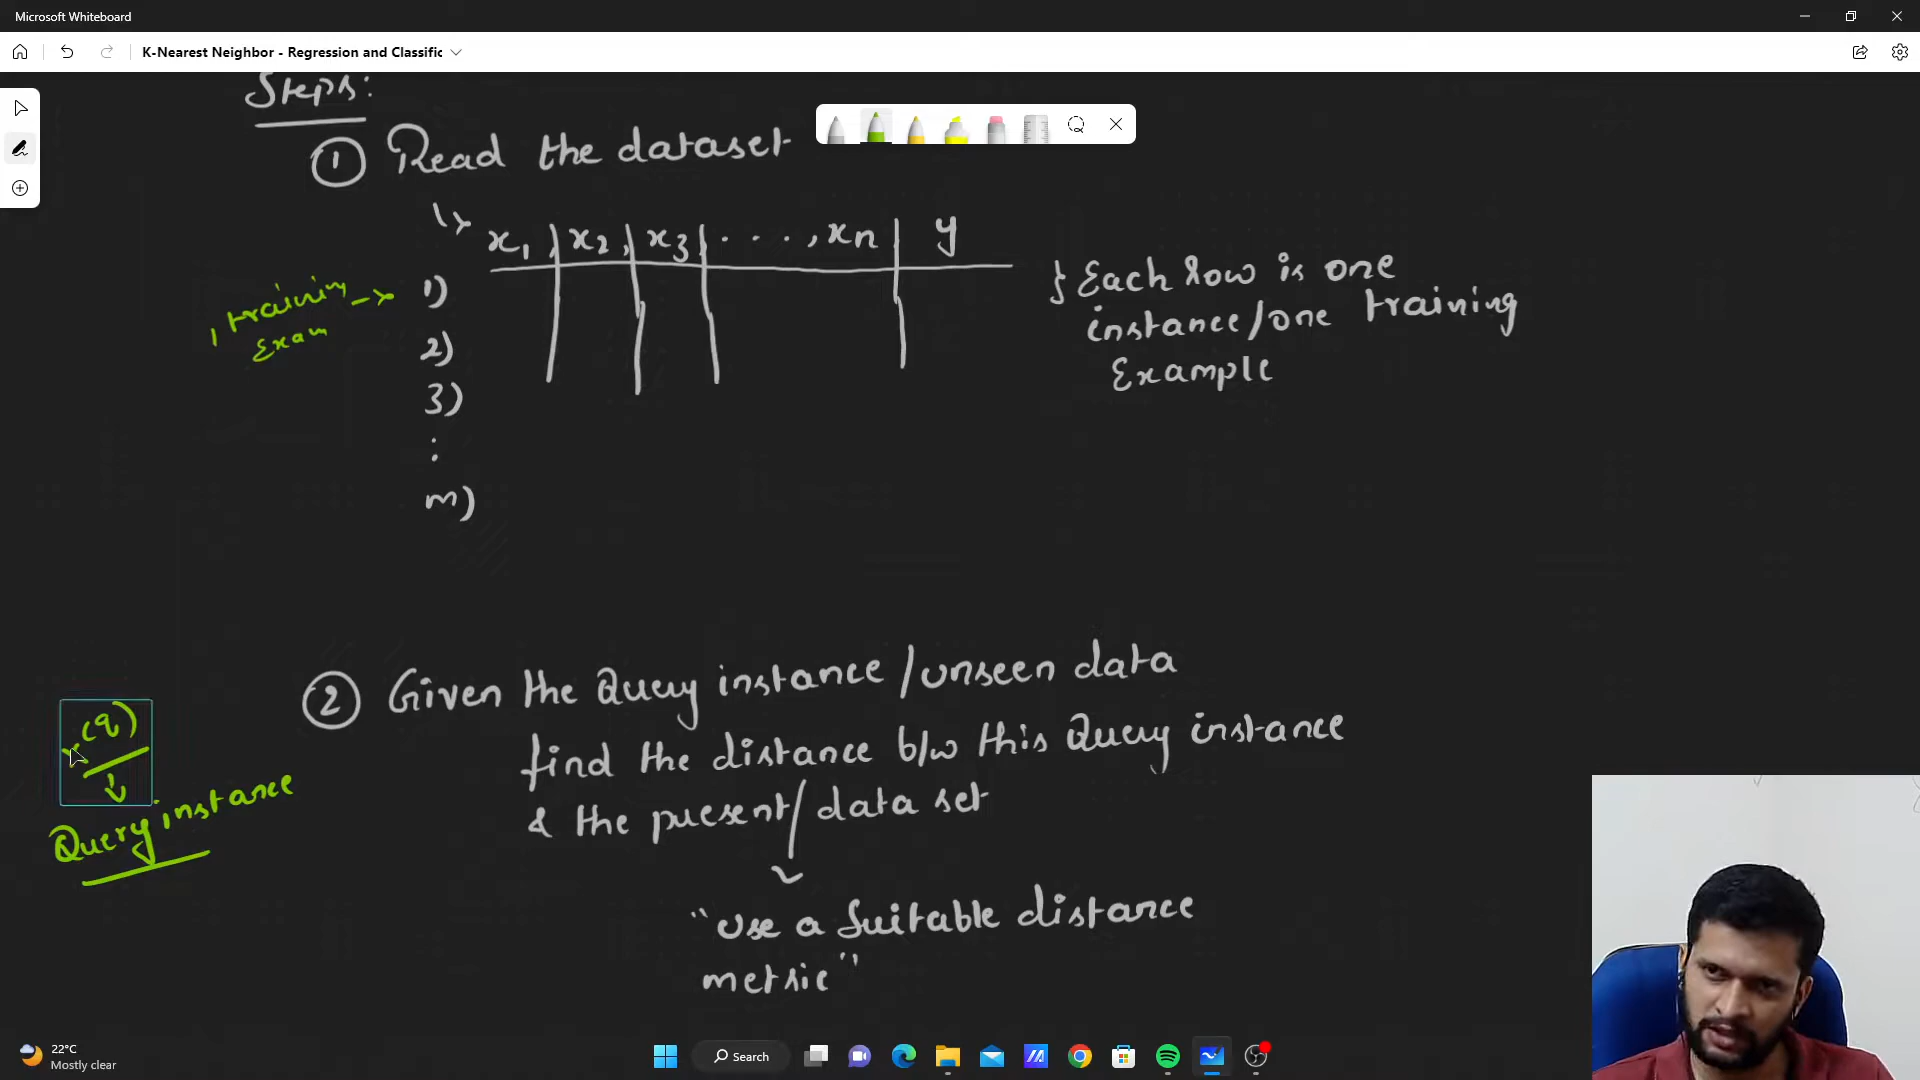 Microsoft Whiteboard
K-Nearest Neighbor - Regression and Classific
Steps:
① Read the dataset
x1, x2, x3, . . . . , xn y
1)
2)
3)
:
m)
1 training
Exam
} Each row is one
instance/one training
Example
② Given the Query instance/unseen data
find the distance b/w this Query instance
& the present/data set
"use a suitable distance
metric"
x(q)
Query instance
22°C
Mostly clear
Search